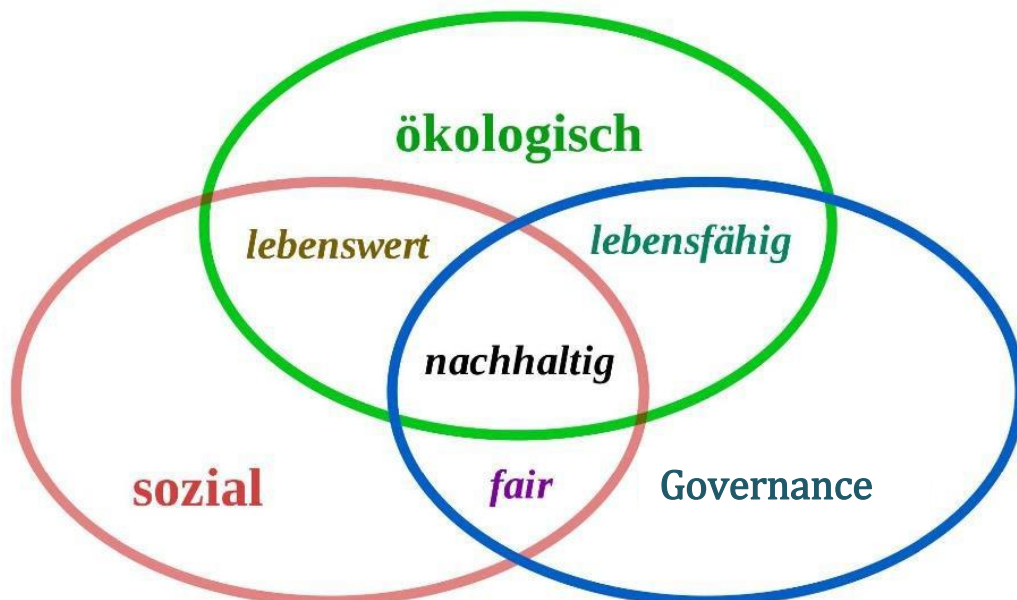 ökologisch
lebenswert
lebensfähig
nachhaltig
sozial
fair
Governance